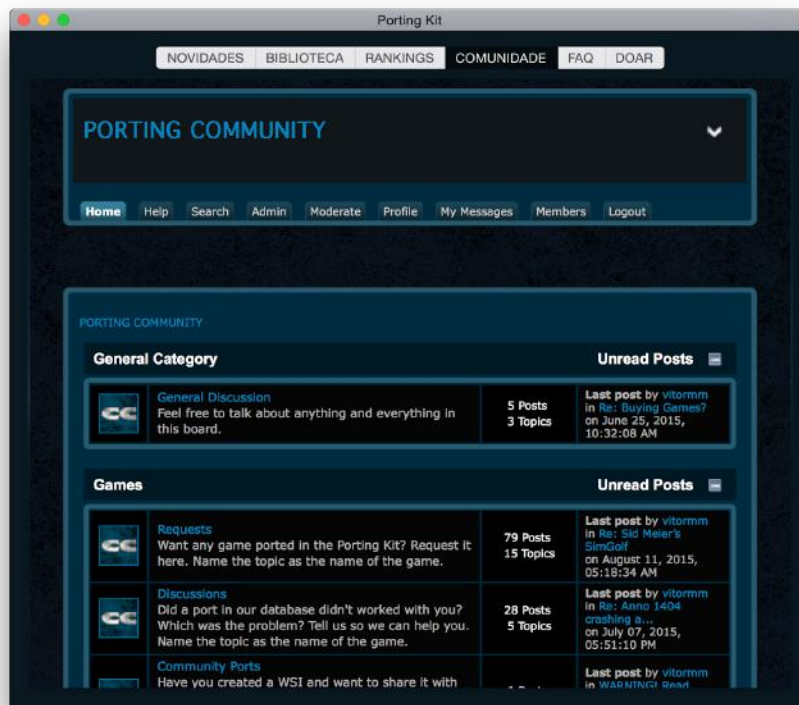 Porting Kit
NOVIDADES BIBLIOTECA RANKINGS COMUNIDADE FAQ DOAR
PORTING COMMUNITY
Home Help Search Admin Moderate Profile My Messages Members Logout
PORTING COMMUNITY
General Category Unread Posts
General Discussion
Feel free to talk about anything and everything in
this board.
5 Posts
3 Topics
Last post by vitormm
in Re: Buying Games?
on June 25, 2015,
10:32:08 AM
Games Unread Posts
Requests
Want any game ported in the Porting Kit? Request it
here. Name the topic as the name of the game.
79 Posts
15 Topics
Last post by vitormm
in Re: Sid Meier's
SimGolf
on August 11, 2015,
05:18:34 AM
Discussions
Did a port in our database didn't worked with you?
Which was the problem? Tell us so we can help you.
Name the topic as the name of the game.
28 Posts
5 Topics
Last post by vitormm
in Re: Anno 1404
crashing a...
on July 07, 2015,
05:51:10 PM
Community Ports
Have you created a WSI and want to share it with
Last post by vitormm
in WARNING! Read